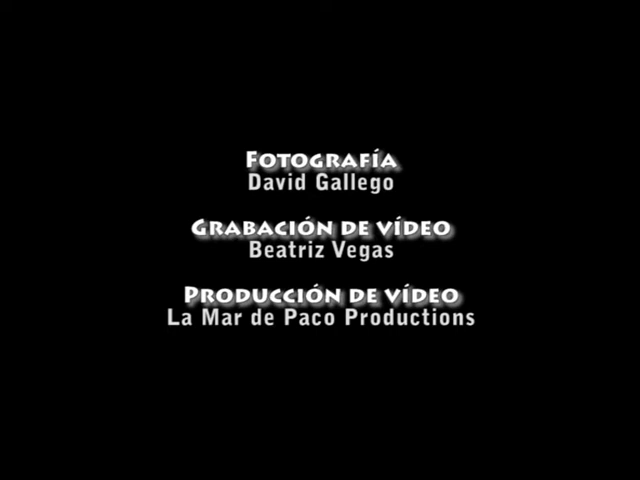 Fotografía
David Gallego
Grabación de vídeo
Beatriz Vegas
Producción de vídeo
La Mar de Paco Productions